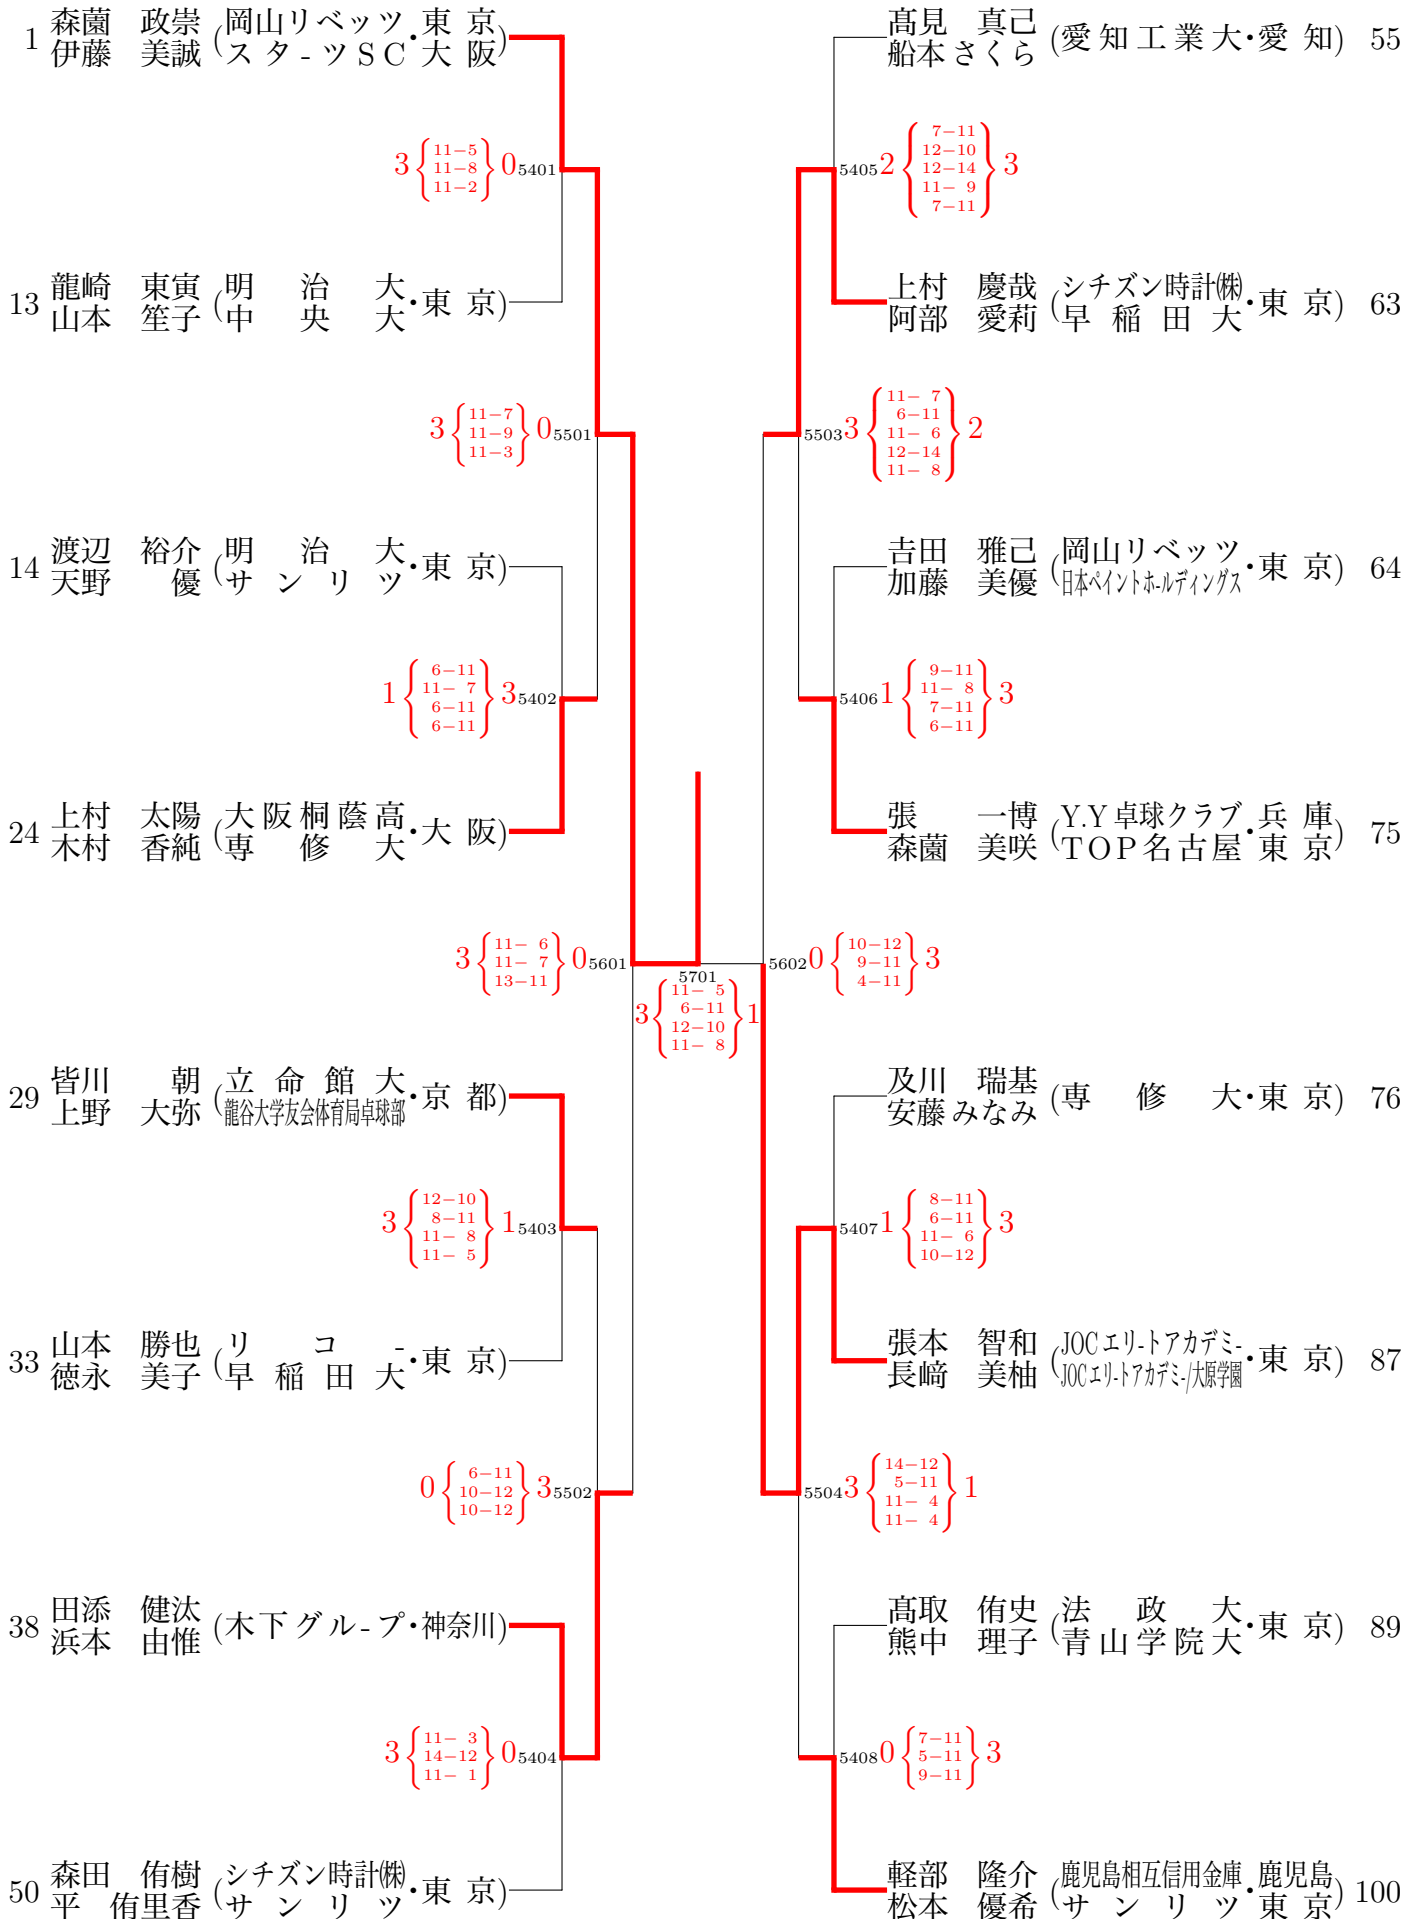 1 森薗 政崇 (岡山リベッツ・東京)
伊藤 美誠 (スタ-ツSC 大阪)
3 { 11-5 11-8 11-2 } 0 5401
13 龍崎 東寅 (明治大・東京)
山本 笙子 (中央大
3 { 11-7 11-9 11-3 } 0 5501
14 渡辺 裕介 (明治大・東京)
天野 優 (サンリツ
1 { 6-11 11-7 6-11 6-11 } 3 5402
24 上村 太陽 (大阪桐蔭高・大阪)
木村 香純 (専修大
3 { 11-6 11-7 13-11 } 0 5601
5701
3 { 11-5 6-11 12-10 11-8 } 1
29 皆川 朝 (立命館大・京都)
上野 大弥 (龍谷大学友会体育局卓球部
3 { 12-10 8-11 11-8 11-5 } 1 5403
33 山本 勝也 (リコ-・東京)
徳永 美子 (早稲田大
0 { 6-11 10-12 10-12 } 3 5502
38 田添 健汰 (木下グル-プ・神奈川)
浜本 由惟
3 { 11-3 14-12 11-1 } 0 5404
50 森田 侑樹 (シチズン時計㈱・東京)
平 侑里香 (サンリツ
髙見 真己 (愛知工業大・愛知) 55
船本 さくら
5405 2 { 7-11 12-10 12-14 11-9 7-11 } 3
上村 慶哉 (シチズン時計㈱・東京) 63
阿部 愛莉 (早稲田大
5503 3 { 11-7 6-11 11-6 12-14 11-8 } 2
𠮷田 雅己 (岡山リベッツ・東京) 64
加藤 美優 (日本ペイントホ-ルディングス
5406 1 { 9-11 11-8 7-11 6-11 } 3
張 一博 (Y.Y卓球クラブ・兵庫) 75
森薗 美咲 (TOP名古屋 東京)
5602 0 { 10-12 9-11 4-11 } 3
及川 瑞基 (専修大・東京) 76
安藤 みなみ
5407 1 { 8-11 6-11 11-6 10-12 } 3
張本 智和 (JOCエリ-トアカデミ-・東京) 87
長﨑 美柚 (JOCエリ-トアカデミ-/大原学園
5504 3 { 14-12 5-11 11-4 11-4 } 1
髙取 侑史 (法政大・東京) 89
熊中 理子 (青山学院大
5408 0 { 7-11 5-11 9-11 } 3
軽部 隆介 (鹿児島相互信用金庫・鹿児島) 100
松本 優希 (サンリツ 東京)